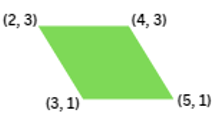 (2, 3) (4, 3)
(3, 1) (5, 1)